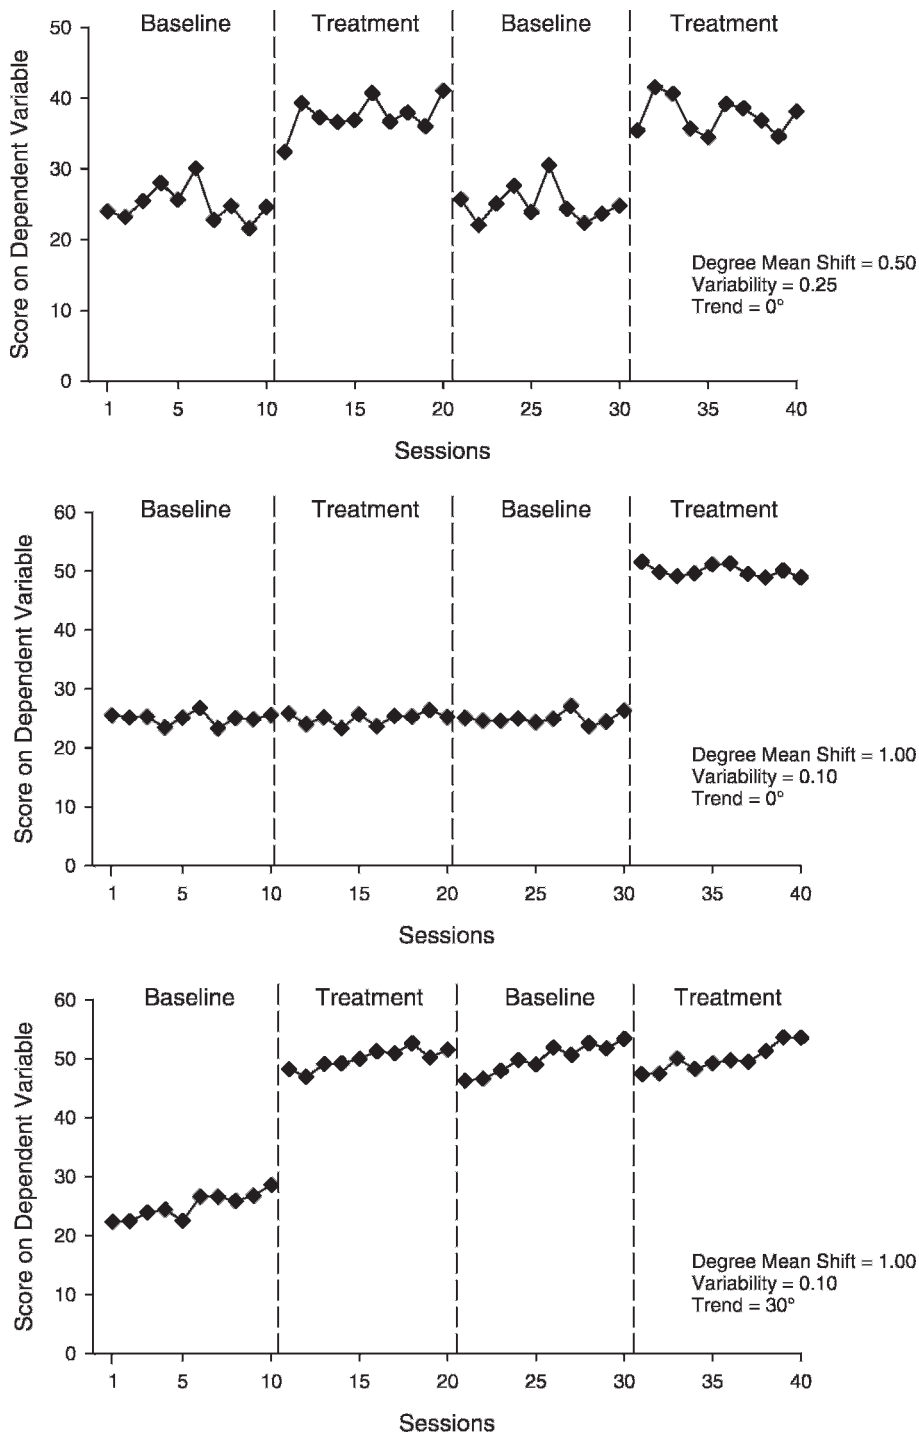 Baseline Treatment Baseline Treatment
50
40
30
20
10
0
Score on Dependent Variable
Degree Mean Shift = 0.50
Variability = 0.25
Trend = 0°
1 5 10 15 20 25 30 35 40
Sessions
Baseline Treatment Baseline Treatment
60
50
40
30
20
10
0
Score on Dependent Variable
Degree Mean Shift = 1.00
Variability = 0.10
Trend = 0°
1 5 10 15 20 25 30 35 40
Sessions
Baseline Treatment Baseline Treatment
60
50
40
30
20
10
0
Score on Dependent Variable
Degree Mean Shift = 1.00
Variability = 0.10
Trend = 30°
1 5 10 15 20 25 30 35 40
Sessions